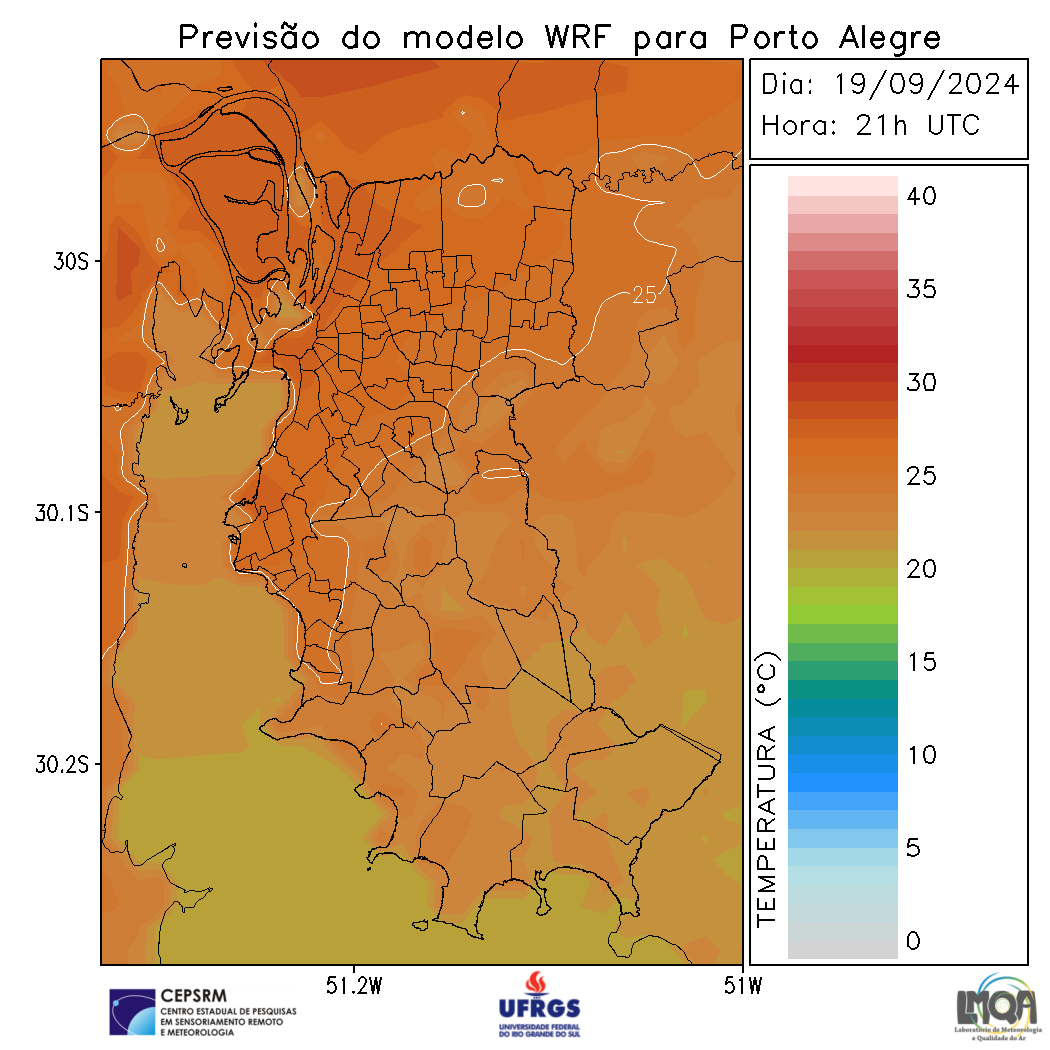 Previsão do modelo WRF para Porto Alegre
Dia: 19/09/2024
Hora: 21h UTC
30S
30.1S
30.2S
51.2W
51W
25
TEMPERATURA (°C)
40
35
30
25
20
15
10
5
0
CEPSRM
CENTRO ESTADUAL DE PESQUISAS
EM SENSORIAMENTO REMOTO
E METEOROLOGIA
UFRGS
UNIVERSIDADE FEDERAL
DO RIO GRANDE DO SUL
LMQA
Laboratório de Meteorologia
e Qualidade do Ar